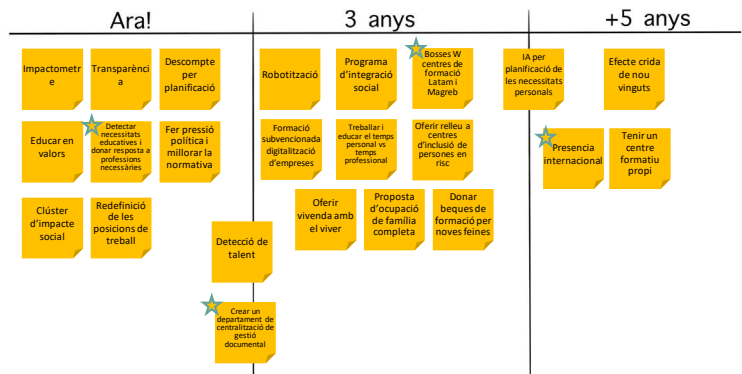 Ara!
3 anys
+5 anys
Impactometr
e
Transparènci
a
Descompte
per
planificació
Robotització
Programa
d'integració
social
Bosses W
centres de
formació
Latam i
Magreb
IA per
planificació de
les necessitats
personals
Efecte crida
de nou
vinguts
Educar en
valors
Detectar
necessitats
educatives i
donar resposta a
professions
necessàries
Fer pressió
política i
millorar la
normativa
Formació
subvencionada
digitalització
d'empreses
Treballar i
educar el temps
personal vs
temps
professional
Oferir relleu a
centres
d'inclusió de
persones en
risc
Presencia
internacional
Tenir un
centre
formatiu
propi
Clúster
d'impacte
social
Redefinició
de les
posicions de
treball
Oferir
vivenda amb
el viver
Proposta
d'ocupació de
família
completa
Donar
beques de
formació per
noves feines
Detecció de
talent
Crear un
departament de
centralització de
gestió
documental